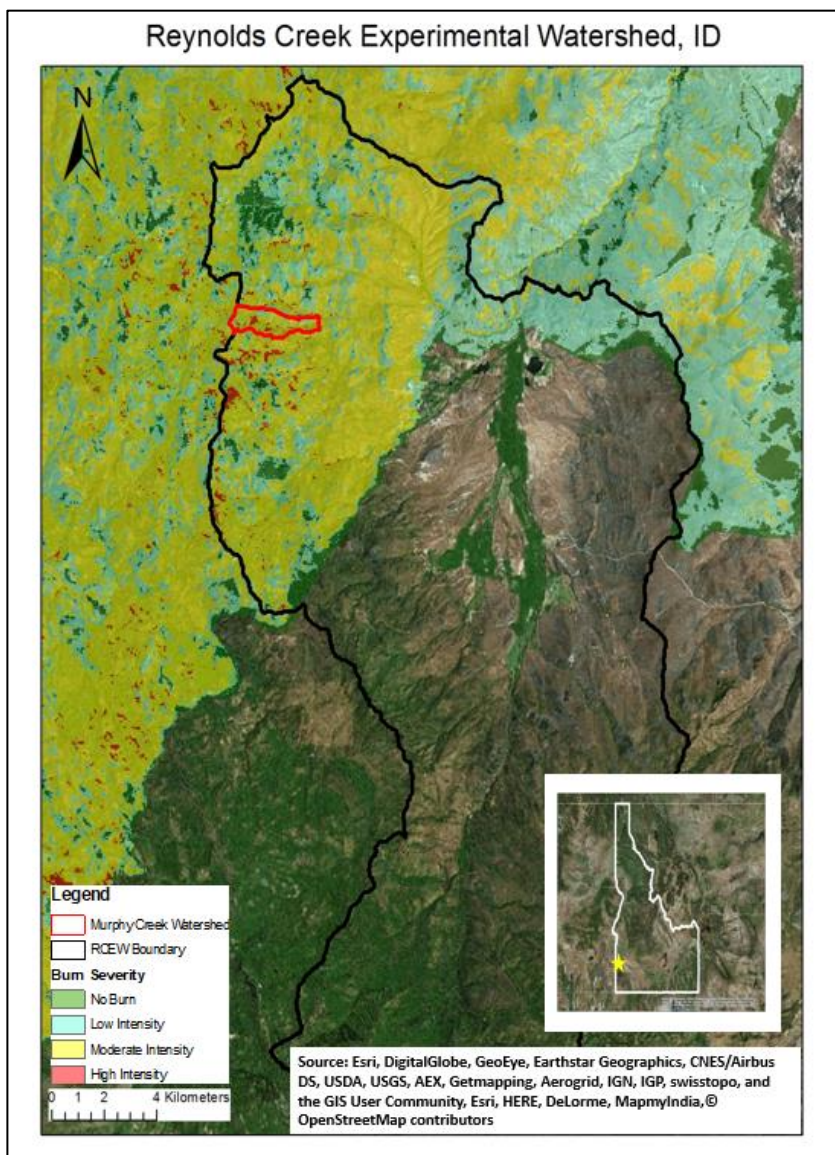 Reynolds Creek Experimental Watershed, ID
N
Legend
Murphy Creek Watershed
RCEW Boundary
Burn Severity
No Burn
Low Intensity
Moderate Intensity
High Intensity
0 1 2 4 Kilometers
Source: Esri, DigitalGlobe, GeoEye, Earthstar Geographics, CNES/Airbus
DS, USDA, USGS, AEX, Getmapping, Aerogrid, IGN, IGP, swisstopo, and
the GIS User Community, Esri, HERE, DeLorme, MapmyIndia,©
OpenStreetMap contributors